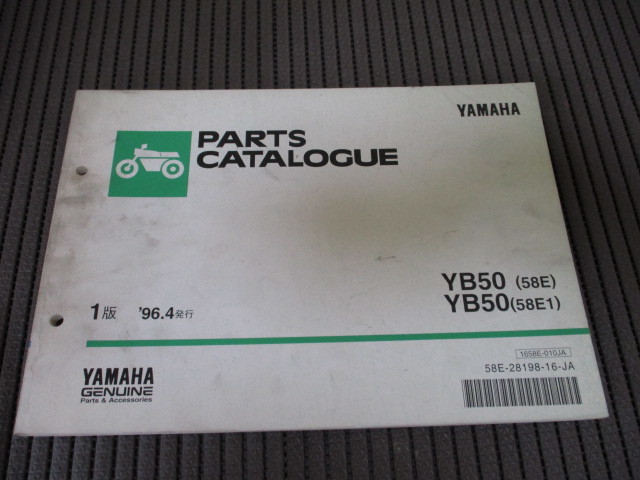 YAMAHA
PARTS
CATALOGUE
YB50 (58E)
YB50 (58E1)
1版 '96.4発行
1658E-010JA
58E-28198-16-JA
YAMAHA
GENUINE
Parts & Accessories